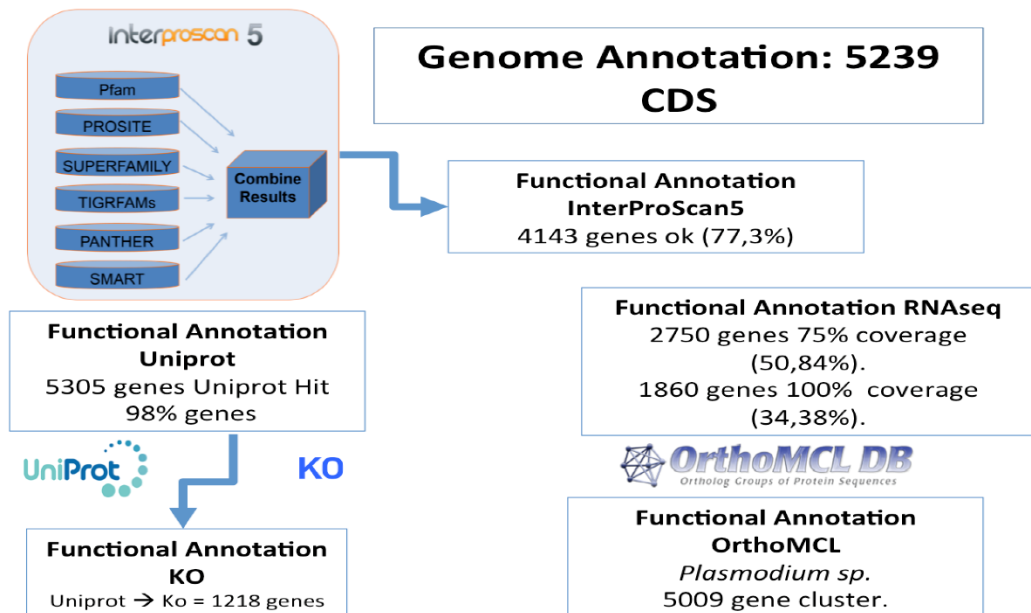 interproscan 5
Pfam
PROSITE
SUPERFAMILY
TIGRFAMs
PANTHER
SMART
Combine
Results
Genome Annotation: 5239
CDS
Functional Annotation
InterProScan5
4143 genes ok (77,3%)
Functional Annotation
Uniprot
5305 genes Uniprot Hit
98% genes
Functional Annotation RNAseq
2750 genes 75% coverage
(50,84%).
1860 genes 100% coverage
(34,38%).
UniProt
KO
OrthoMCL DB
Ortholog Groups of Protein Sequences
Functional Annotation
KO
Uniprot → Ko = 1218 genes
Functional Annotation
OrthoMCL
Plasmodium sp.
5009 gene cluster.